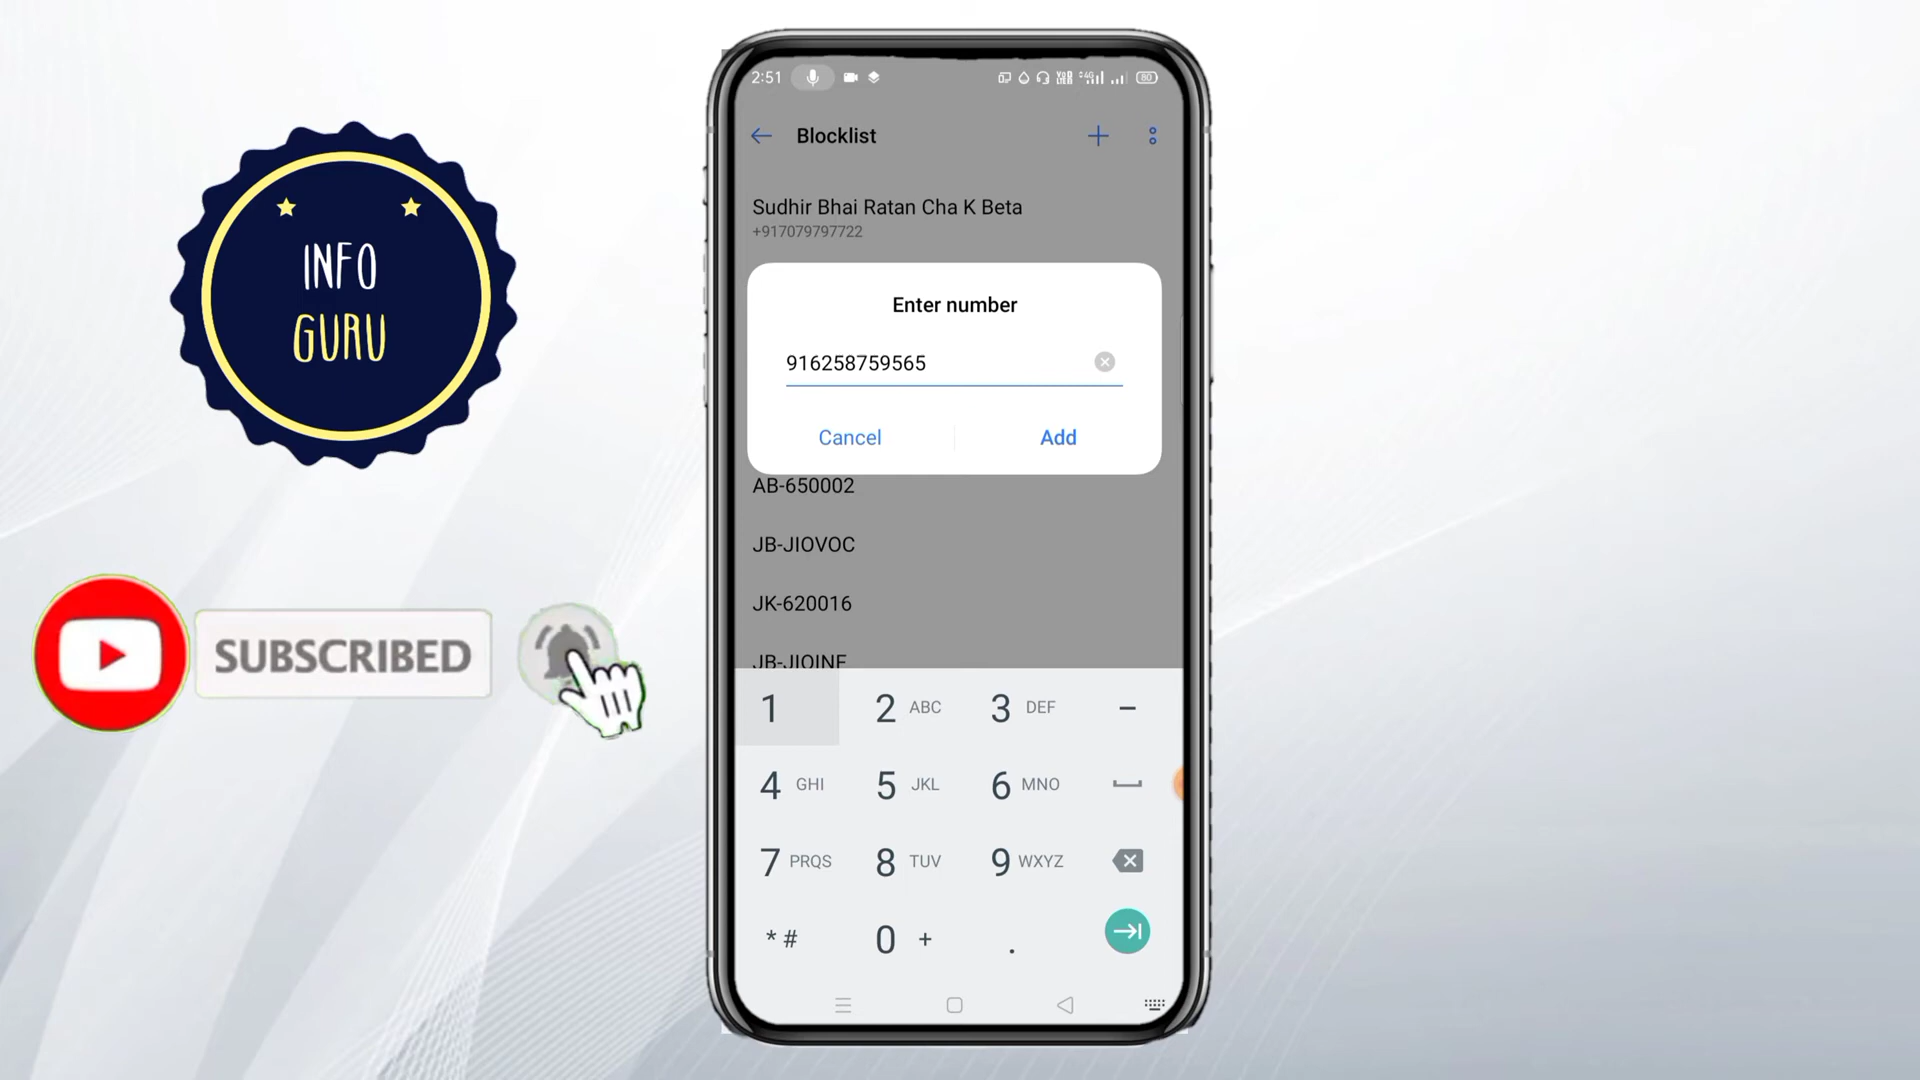 INFO
GURU
SUBSCRIBED
2:51
80
Blocklist
Sudhir Bhai Ratan Cha K Beta
+917079797722
Enter number
916258759565
Cancel
Add
AB-650002
JB-JIOVOC
JK-620016
JB-JIOINF
1
2 ABC
3 DEF
-
4 GHI
5 JKL
6 MNO
7 PRQS
8 TUV
9 WXYZ
* #
0 +
.